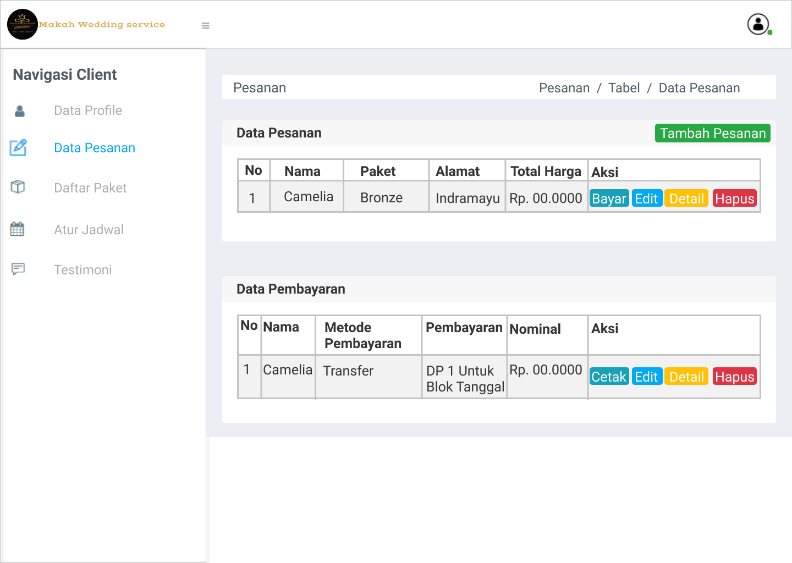 Makah Wedding service
Navigasi Client
Data Profile
Data Pesanan
Daftar Paket
Atur Jadwal
Testimoni
Pesanan
Pesanan / Tabel / Data Pesanan
Data Pesanan
Tambah Pesanan
No Nama Paket Alamat Total Harga Aksi
1 Camelia Bronze Indramayu Rp. 00.0000 Bayar Edit Detail Hapus
Data Pembayaran
No Nama Metode Pembayaran Pembayaran Nominal Aksi
1 Camelia Transfer DP 1 Untuk Blok Tanggal Rp. 00.0000 Cetak Edit Detail Hapus